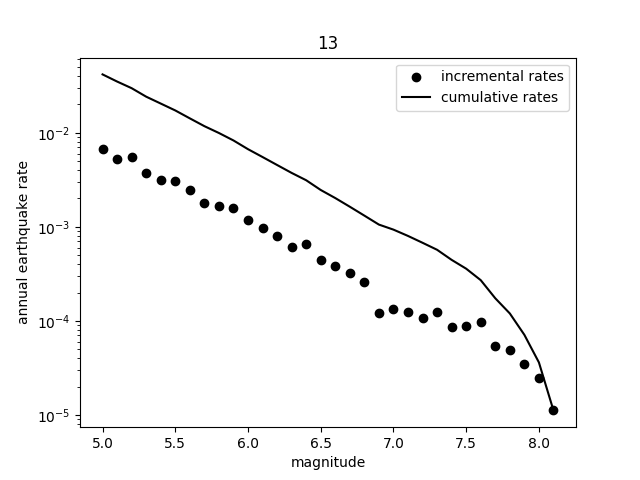 13
incremental rates
cumulative rates
annual earthquake rate
10⁻²
10⁻³
10⁻⁴
10⁻⁵
5.0 5.5 6.0 6.5 7.0 7.5 8.0
magnitude